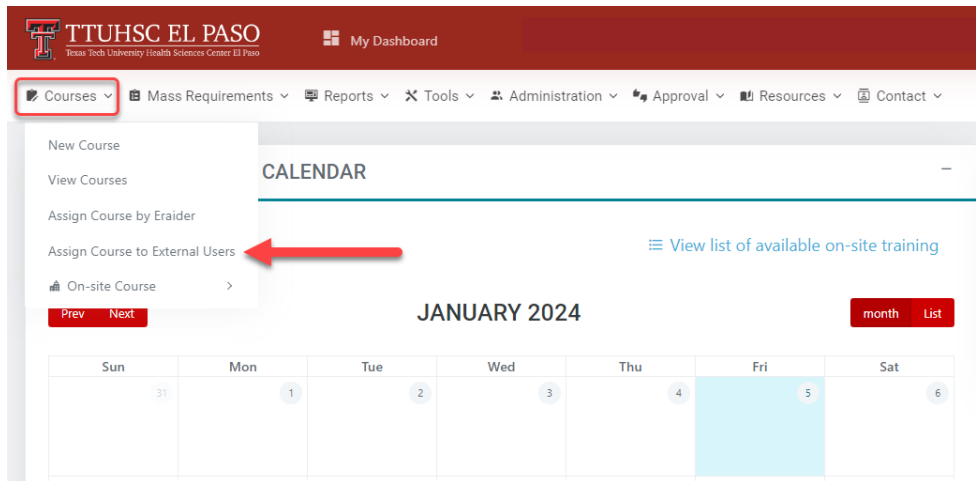 TTUHSC EL PASO
Texas Tech University Health Sciences Center El Paso
My Dashboard
Courses Mass Requirements Reports Tools Administration Approval Resources Contact
New Course
View Courses
Assign Course by Eraider
Assign Course to External Users
On-site Course
CALENDAR
View list of available on-site training
Prev Next
JANUARY 2024
month List
Sun Mon Tue Wed Thu Fri Sat
31 1 2 3 4 5 6